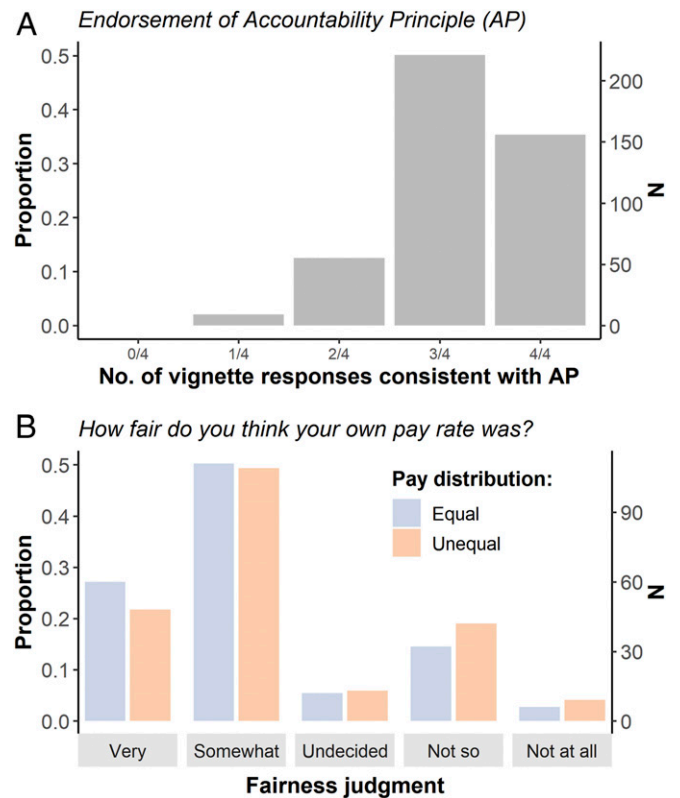 A
Endorsement of Accountability Principle (AP)
0.5
0.4
0.3
0.2
0.1
0.0
Proportion
200
150
100
50
0
N
0/4 1/4 2/4 3/4 4/4
No. of vignette responses consistent with AP
B
How fair do you think your own pay rate was?
0.5
0.4
0.3
0.2
0.1
0.0
Proportion
Pay distribution:
Equal
Unequal
90
60
30
0
N
Very Somewhat Undecided Not so Not at all
Fairness judgment